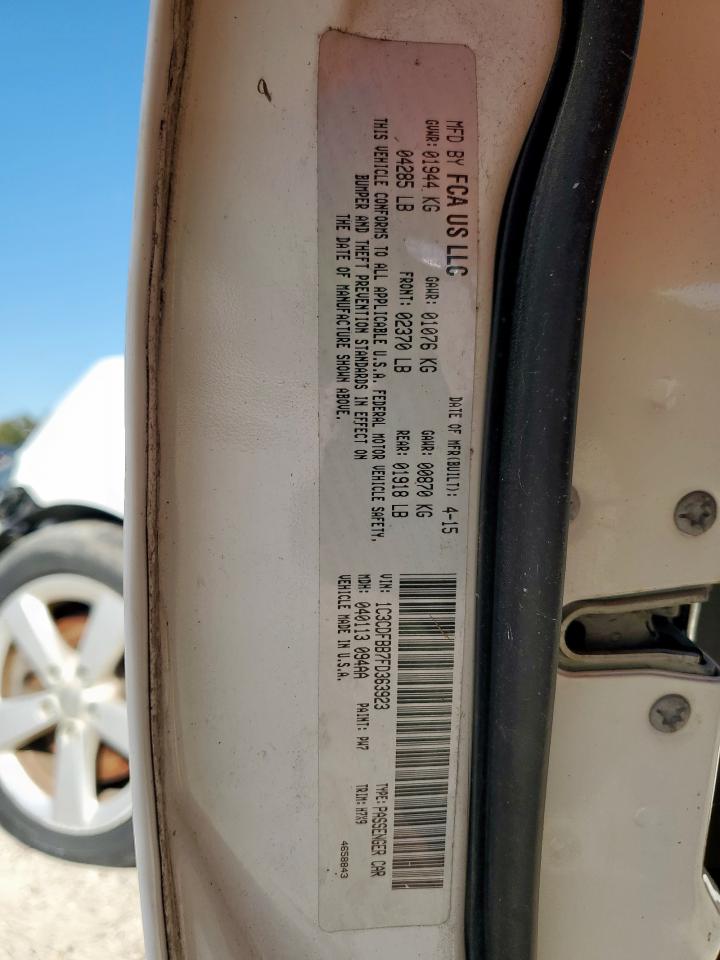 MFD BY FCA US LLC
DATE OF MFR(BUILT): 4-15
GVWR: 01944 KG GAWR: 01076 KG GAWR: 00870 KG
04285 LB FRONT: 02370 LB REAR: 01918 LB
THIS VEHICLE CONFORMS TO ALL APPLICABLE U.S.A. FEDERAL MOTOR VEHICLE SAFETY,
BUMPER AND THEFT PREVENTION STANDARDS IN EFFECT ON
THE DATE OF MANUFACTURE SHOWN ABOVE.
VIN: 1C3CDFBB7FD363923 TYPE: PASSENGER CAR
MDH: 040113 094AA PAINT: PW7 TRIM: H7X9
VEHICLE MADE IN U.S.A. 4658843